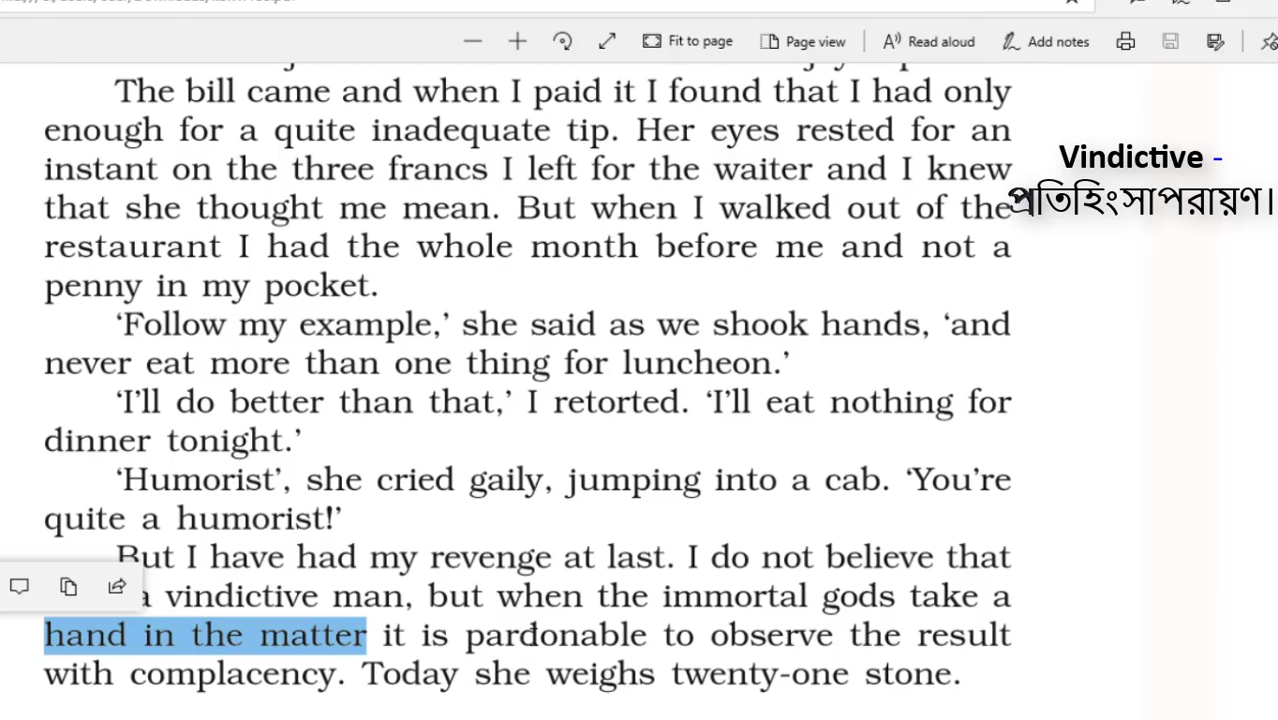 Fit to page
Page view
Read aloud
Add notes
The bill came and when I paid it I found that I had only
enough for a quite inadequate tip. Her eyes rested for an
instant on the three francs I left for the waiter and I knew
that she thought me mean. But when I walked out of the
restaurant I had the whole month before me and not a
penny in my pocket.
‘Follow my example,’ she said as we shook hands, ‘and
never eat more than one thing for luncheon.’
‘I’ll do better than that,’ I retorted. ‘I’ll eat nothing for
dinner tonight.’
‘Humorist’, she cried gaily, jumping into a cab. ‘You’re
quite a humorist!’
But I have had my revenge at last. I do not believe that
a vindictive man, but when the immortal gods take a
hand in the matter it is pardonable to observe the result
with complacency. Today she weighs twenty-one stone.
Vindictive -
প্রতিহিংসাপরায়ণ।